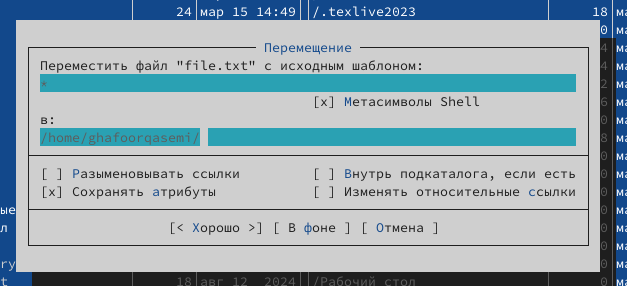 24 мар 15 14:49 /.texlive2023 18 ма
Перемещение
Переместить файл "file.txt" с исходным шаблоном:
*
[x] Метасимволы Shell
в:
/home/ghafoorqasemi/
[ ] Разыменовывать ссылки [ ] Внутрь подкаталога, если есть
[x] Сохранять атрибуты [ ] Изменять относительные ссылки
[< Хорошо >] [ В фоне ] [ Отмена ]
18 авг 12 2024 /Рабочий стол 0 ма